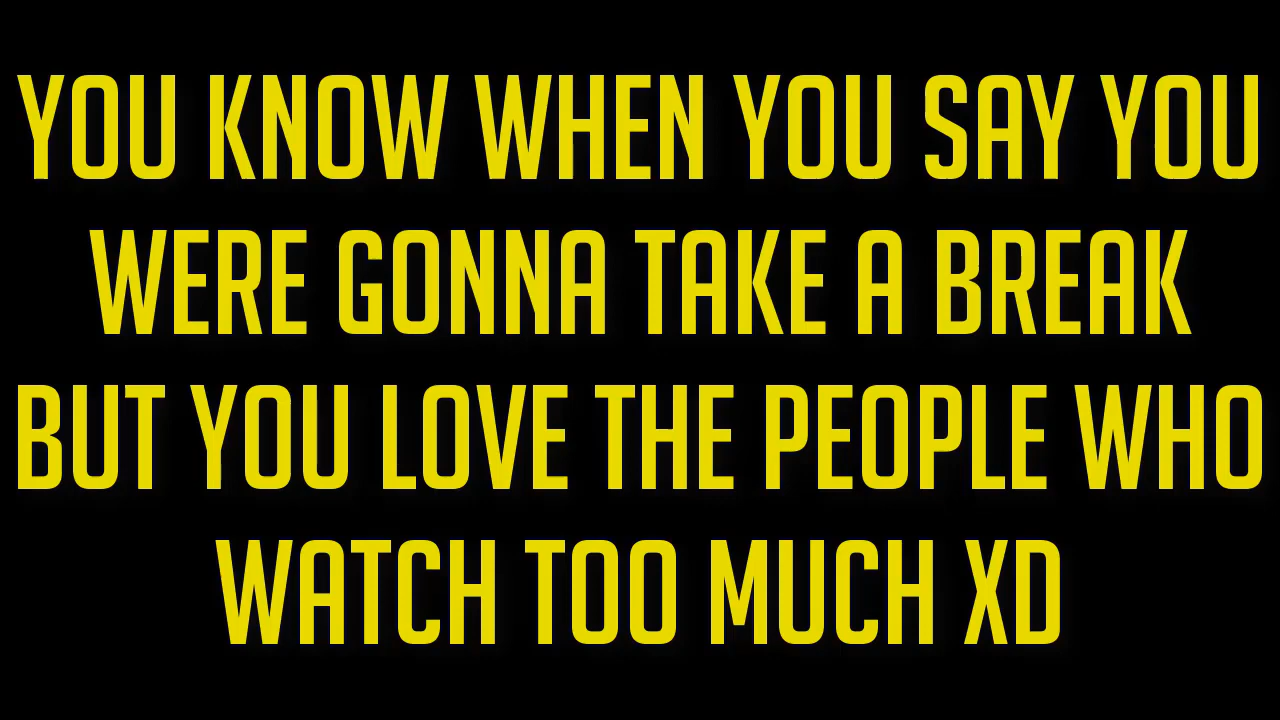 YOU KNOW WHEN YOU SAY YOU
WERE GONNA TAKE A BREAK
BUT YOU LOVE THE PEOPLE WHO
WATCH TOO MUCH XD